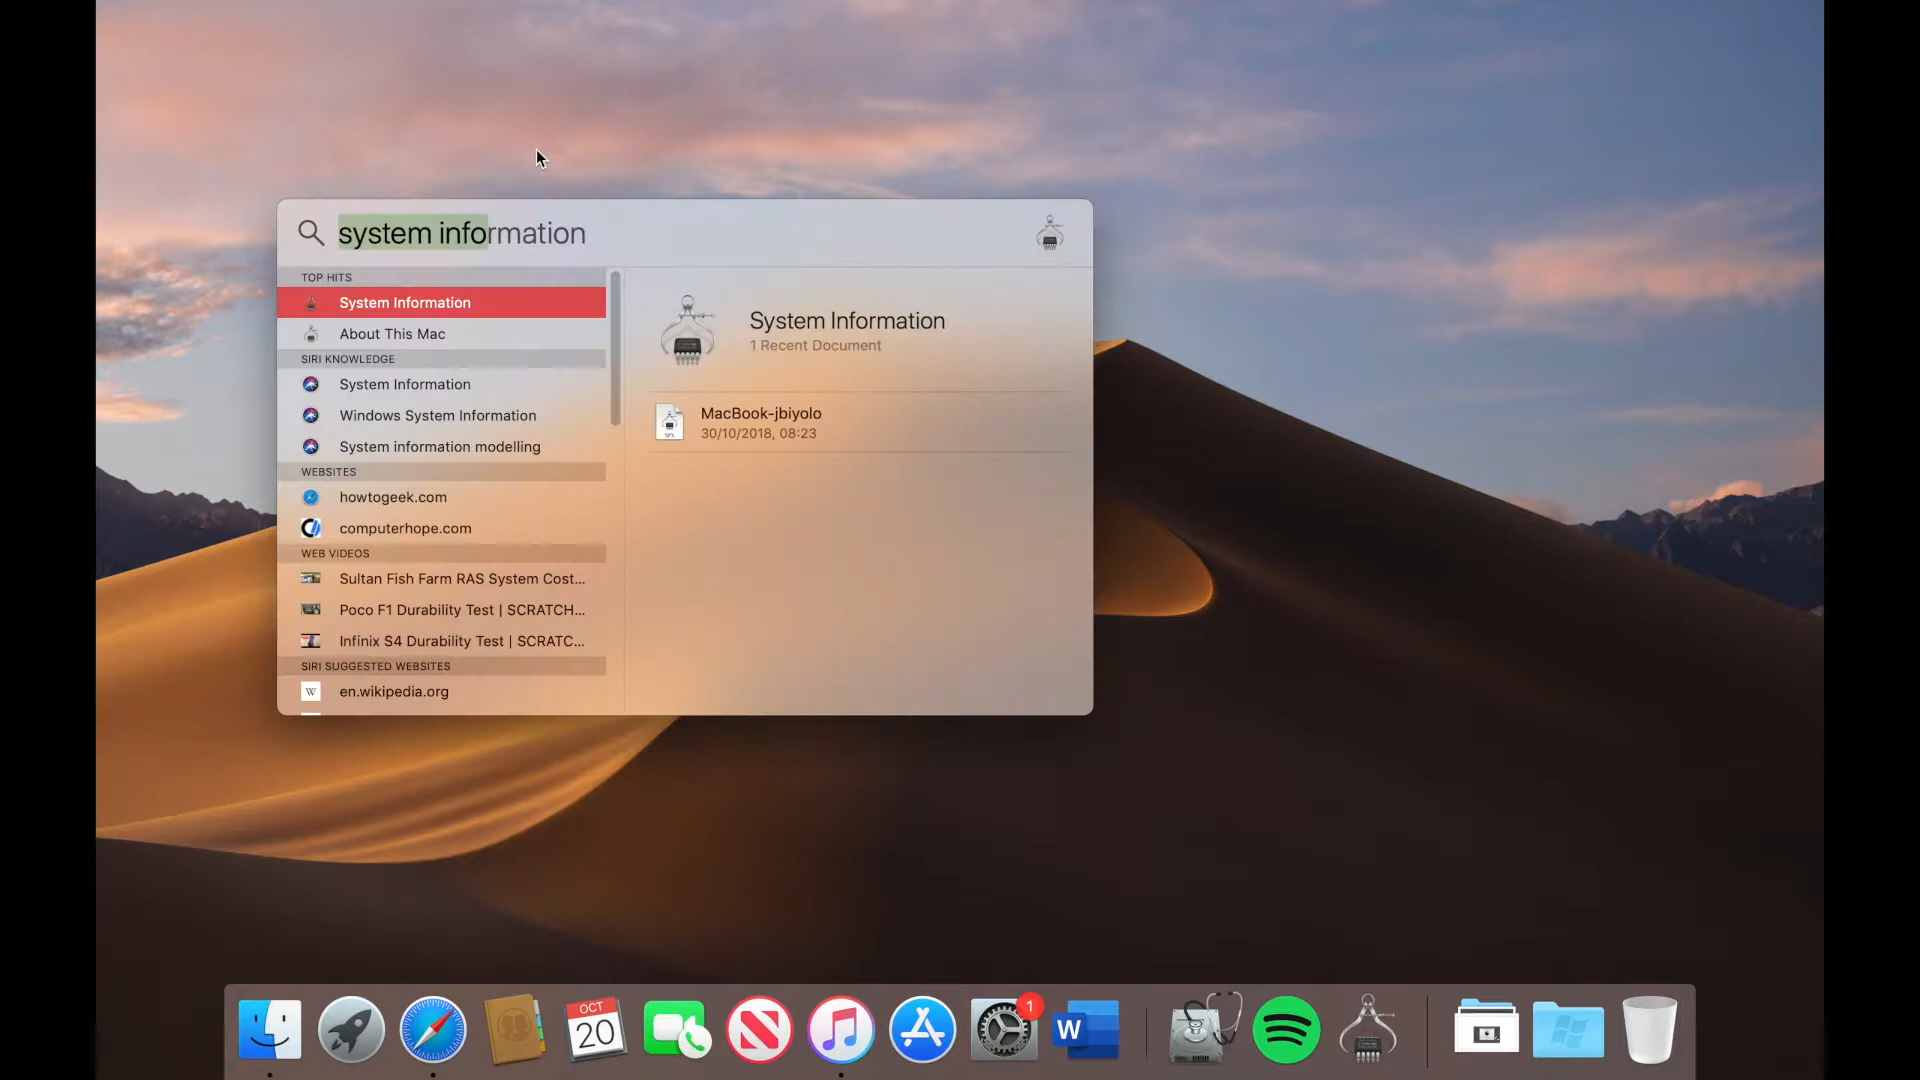 system information
TOP HITS
System Information
About This Mac
SIRI KNOWLEDGE
System Information
Windows System Information
System information modelling
WEBSITES
howtogeek.com
computerhope.com
WEB VIDEOS
Sultan Fish Farm RAS System Cost...
Poco F1 Durability Test | SCRATCH...
Infinix S4 Durability Test | SCRATC...
SIRI SUGGESTED WEBSITES
W
en.wikipedia.org
System Information
1 Recent Document
SPX
MacBook-jbiyolo
30/10/2018, 08:23
OCT
20
1
W